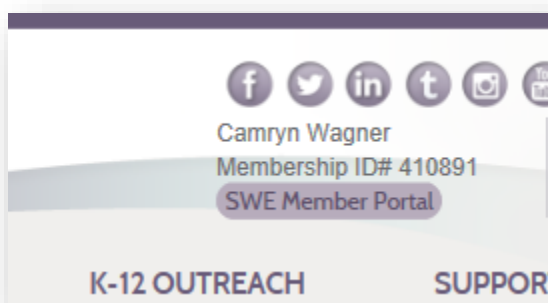 Camryn Wagner
Membership ID# 410891
SWE Member Portal
K-12 OUTREACH SUPPOR